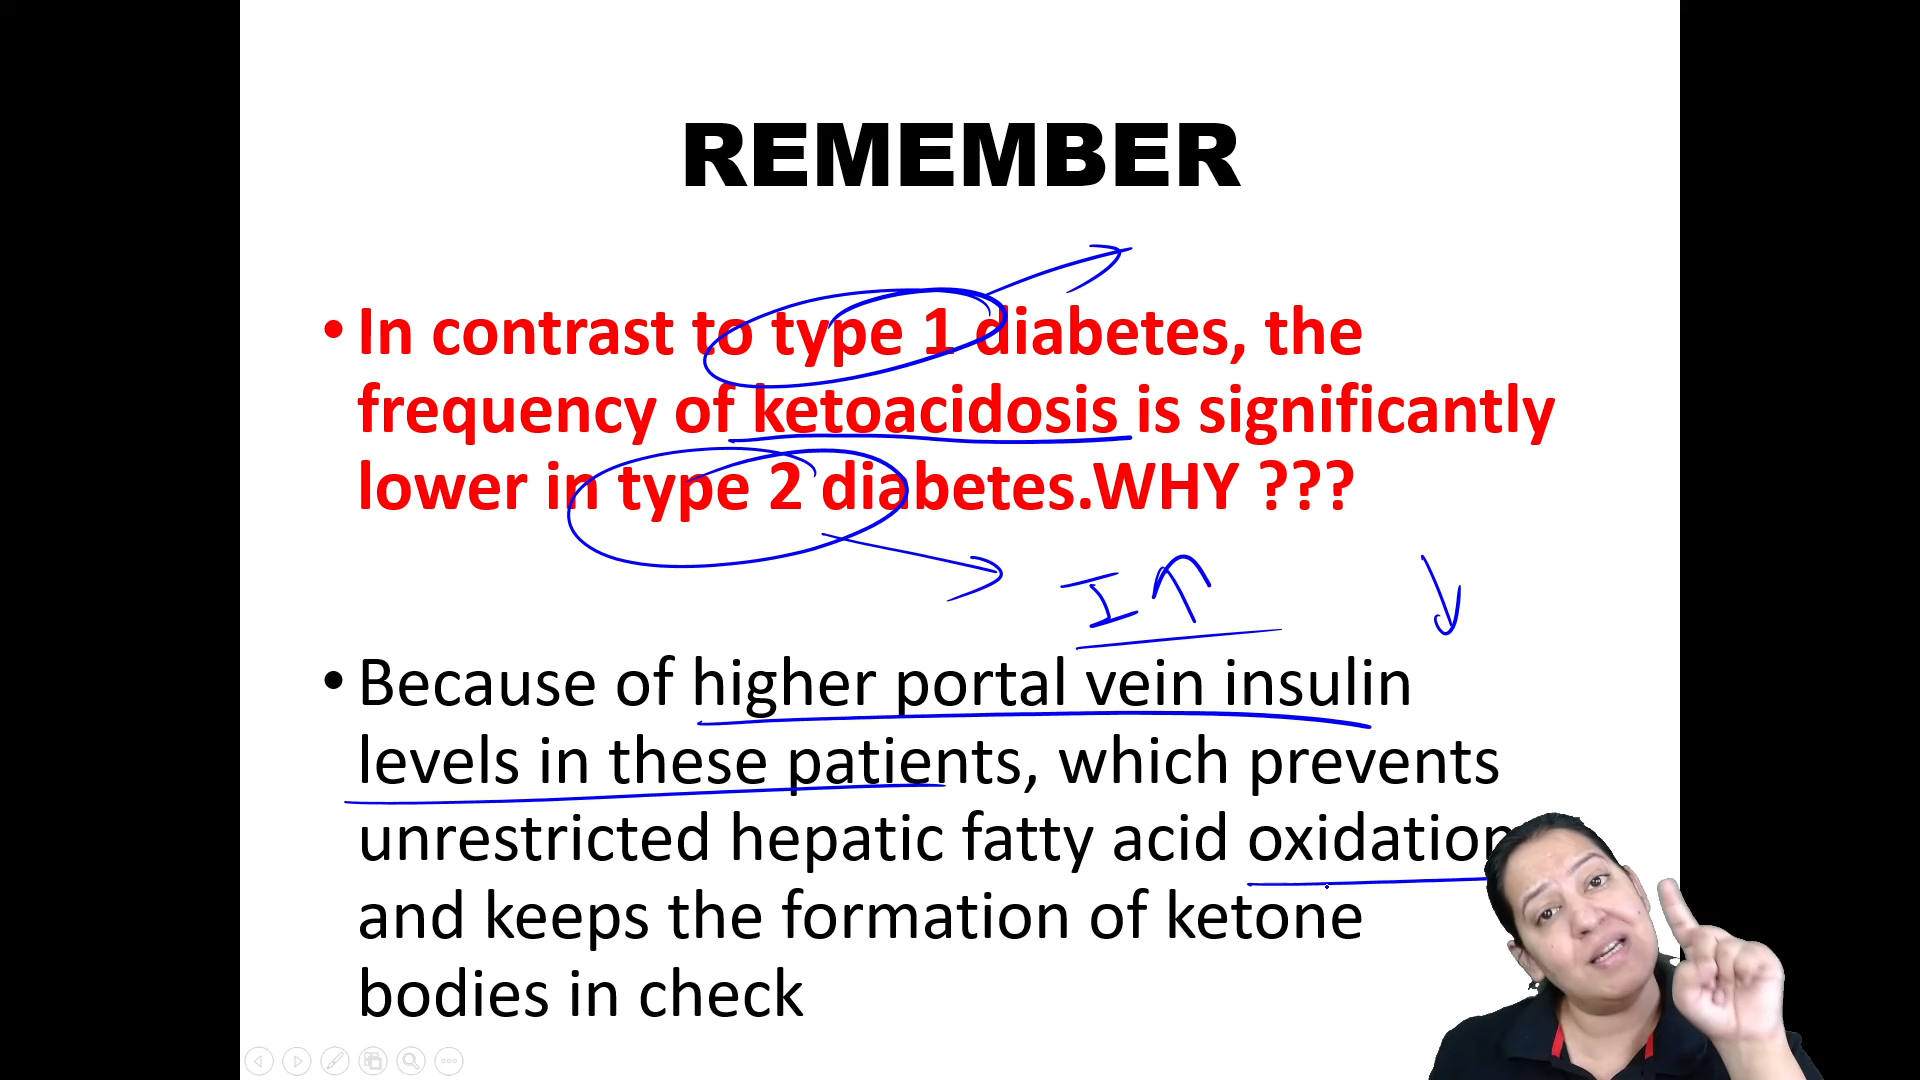 REMEMBER
• In contrast to type 1 diabetes, the
frequency of ketoacidosis is significantly
lower in type 2 diabetes.WHY ???
I↑ ↓
• Because of higher portal vein insulin
levels in these patients, which prevents
unrestricted hepatic fatty acid oxidation
and keeps the formation of ketone
bodies in check